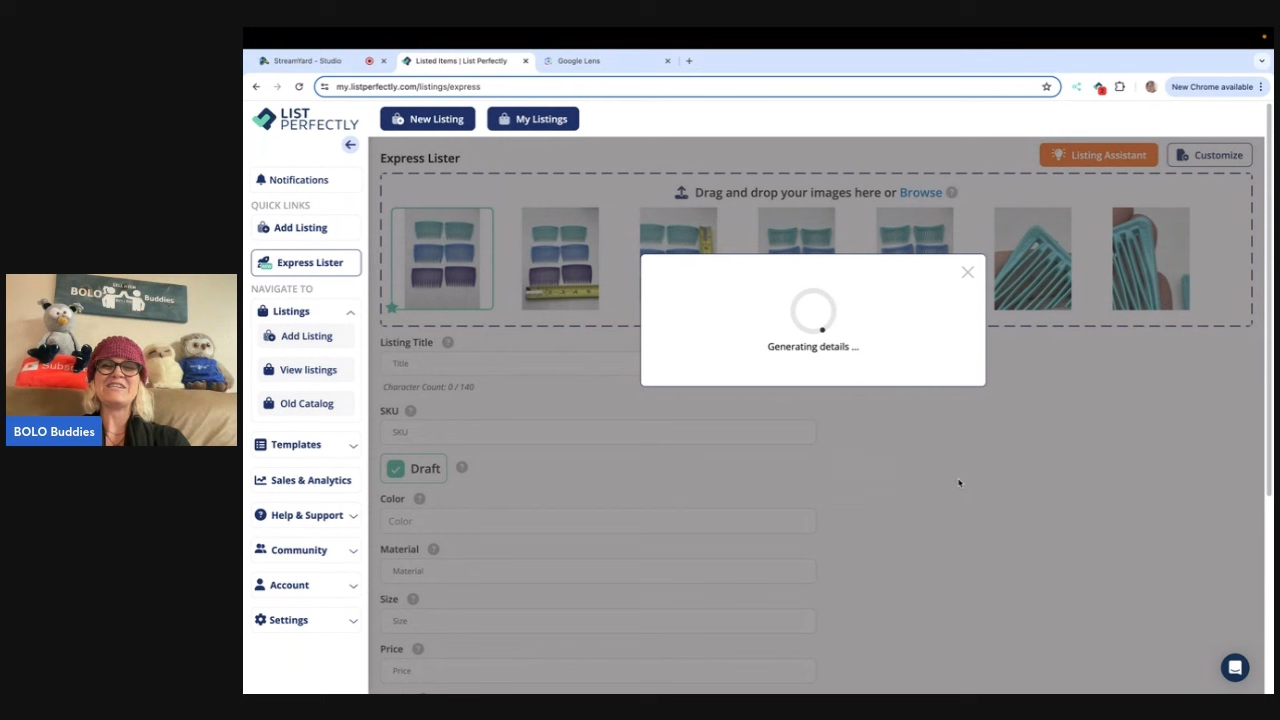 StreamYard - Studio
Listed Items | List Perfectly
Google Lens
my.listperfectly.com/listings/express
New Chrome available
LIST
PERFECTLY
New Listing
My Listings
Notifications
QUICK LINKS
Add Listing
Express Lister
NAVIGATE TO
Listings
Add Listing
View listings
Old Catalog
Templates
Sales & Analytics
Help & Support
Community
Account
Settings
Express Lister
Listing Assistant
Customize
Drag and drop your images here or Browse
Generating details ...
Listing Title
Title
Character Count: 0 / 140
SKU
SKU
Draft
Color
Color
Material
Material
Size
Size
Price
Price
BOLO
Buddies
Subsc
BOLO Buddies